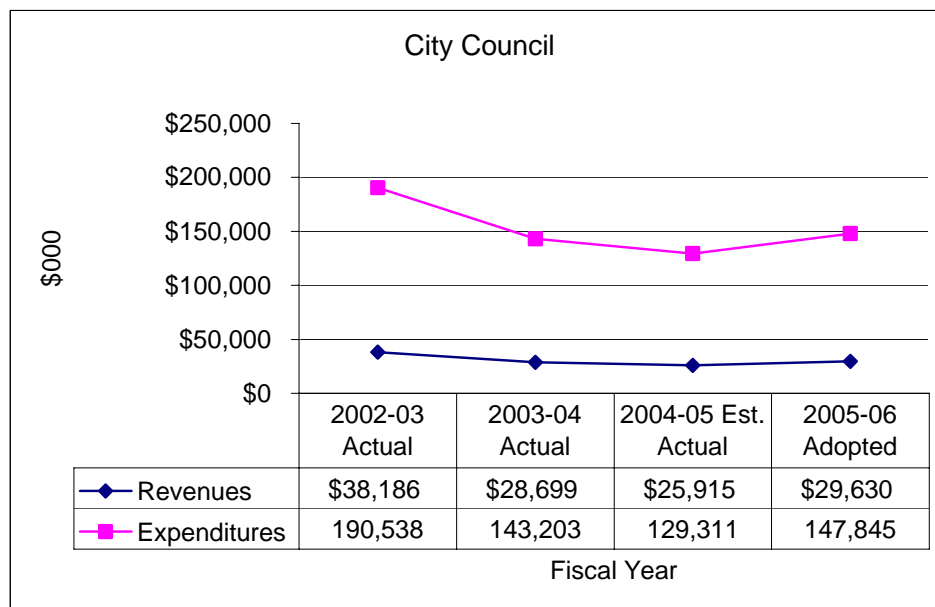 City Council
$000
$250,000
$200,000
$150,000
$100,000
$50,000
$0
2002-03 Actual
2003-04 Actual
2004-05 Est. Actual
2005-06 Adopted
Revenues $38,186 $28,699 $25,915 $29,630
Expenditures 190,538 143,203 129,311 147,845
Fiscal Year